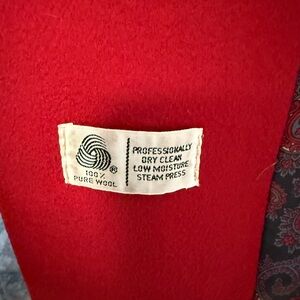 ®
100%
PURE WOOL
PROFESSIONALLY
DRY CLEAN
LOW MOISTURE
STEAM PRESS